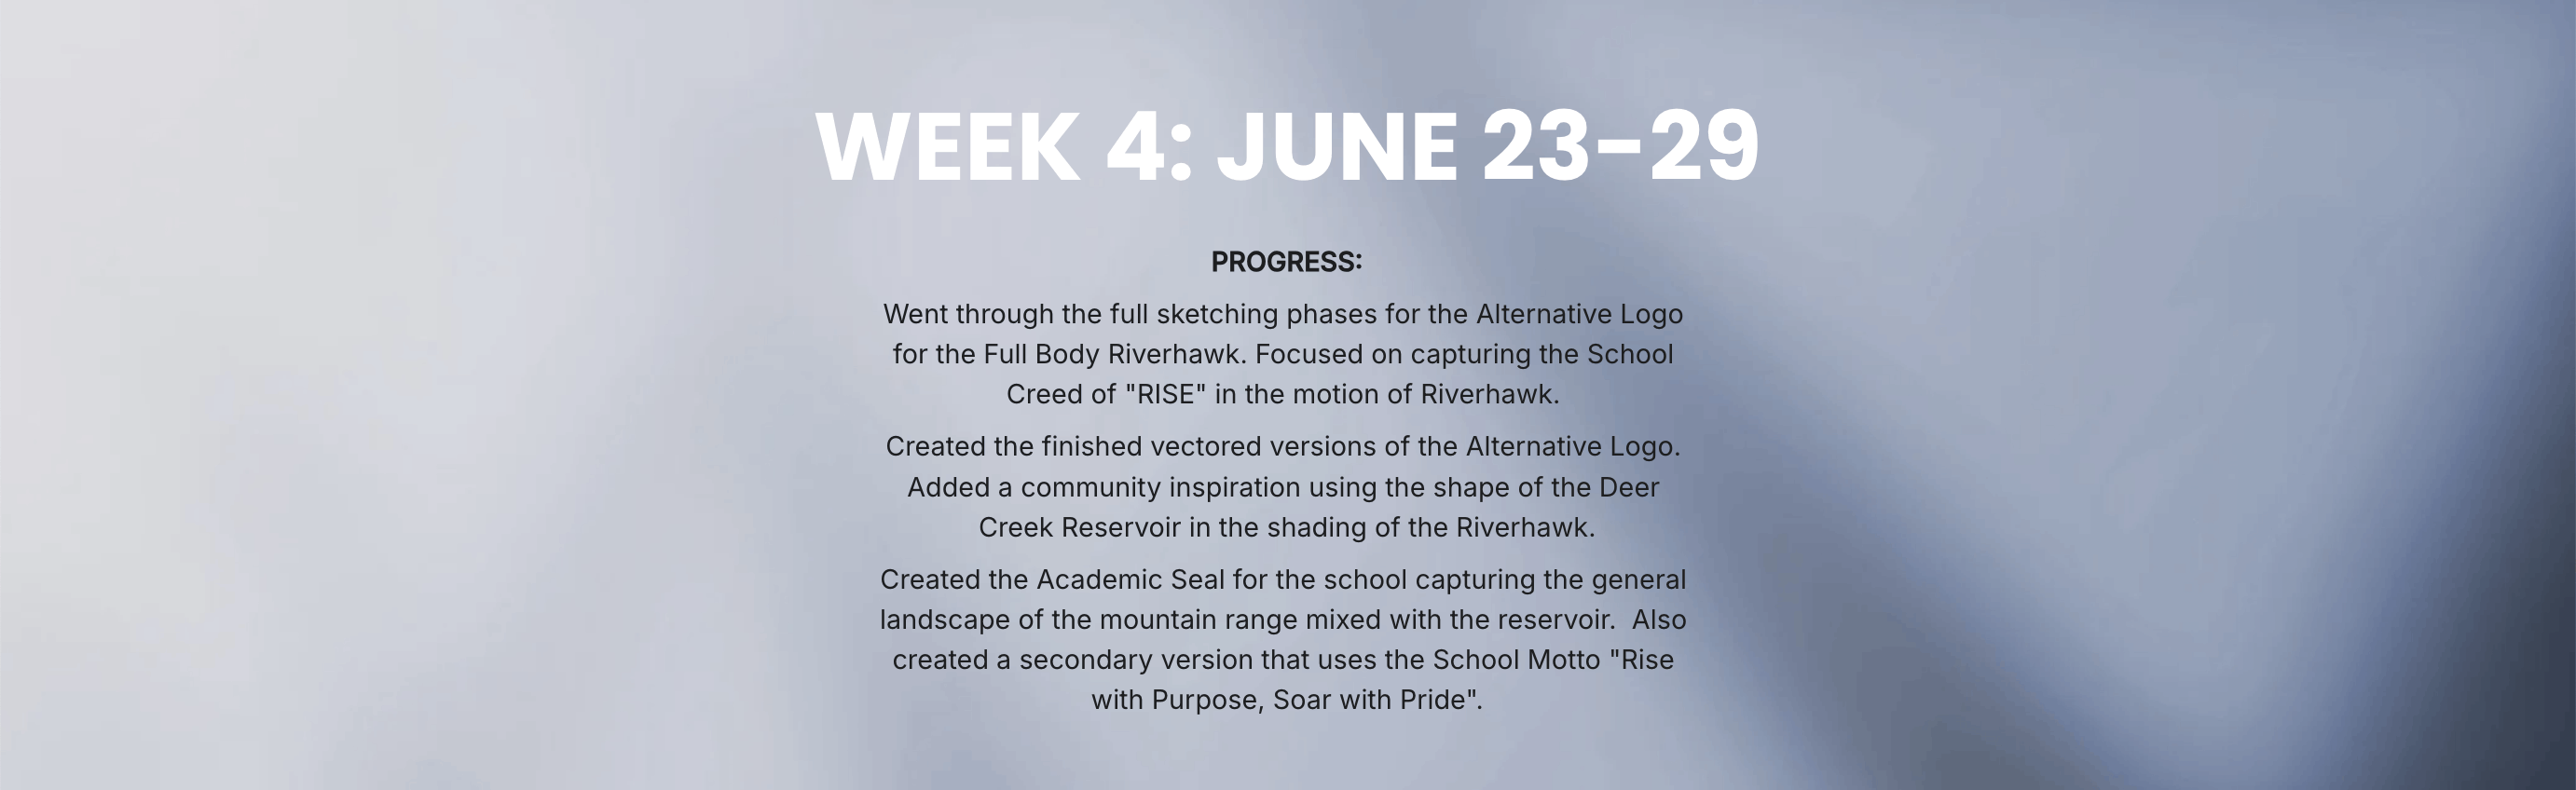 WEEK 4: JUNE 23–29
PROGRESS:
Went through the full sketching phases for the Alternative Logo
for the Full Body Riverhawk. Focused on capturing the School
Creed of "RISE" in the motion of Riverhawk.
Created the finished vectored versions of the Alternative Logo.
Added a community inspiration using the shape of the Deer
Creek Reservoir in the shading of the Riverhawk.
Created the Academic Seal for the school capturing the general
landscape of the mountain range mixed with the reservoir.  Also
created a secondary version that uses the School Motto "Rise
with Purpose, Soar with Pride".